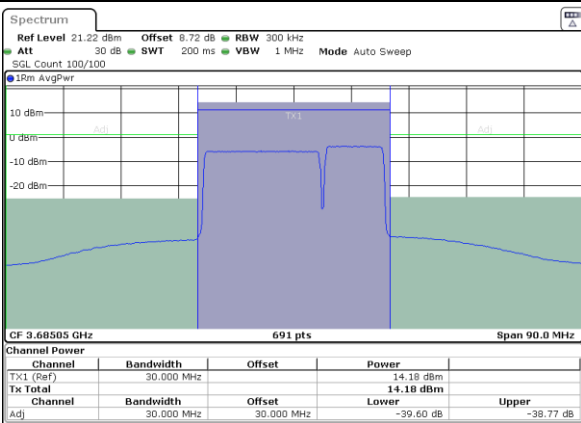 Spectrum
Ref Level 21.22 dBm Offset 8.72 dB RBW 300 kHz
Att 30 dB SWT 200 ms VBW 1 MHz Mode Auto Sweep
SGL Count 100/100
1Rm AvgPwr
10 dBm
TX1
Adj Adj
0 dBm
-10 dBm
-20 dBm
CF 3.68505 GHz 691 pts Span 90.0 MHz
Channel Power
Channel Bandwidth Offset Power
TX1 (Ref) 30.000 MHz 14.18 dBm
Tx Total 14.18 dBm
Channel Bandwidth Offset Lower Upper
Adj 30.000 MHz 30.000 MHz -39.60 dB -38.77 dB